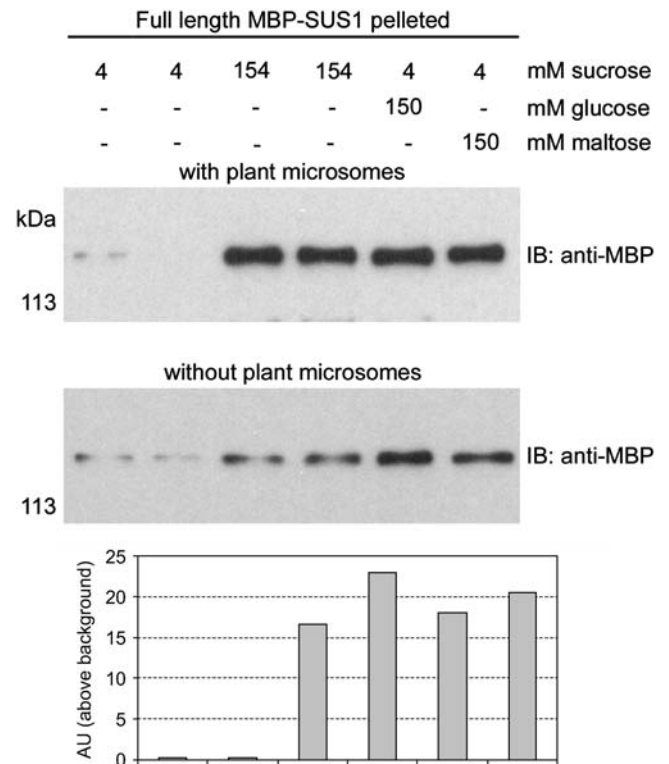 Full length MBP-SUS1 pelleted
4 4 154 154 4 4 mM sucrose
- - - - 150 - mM glucose
- - - - - 150 mM maltose
with plant microsomes
kDa
IB: anti-MBP
113
without plant microsomes
IB: anti-MBP
113
AU (above background)
25
20
15
10
5
0